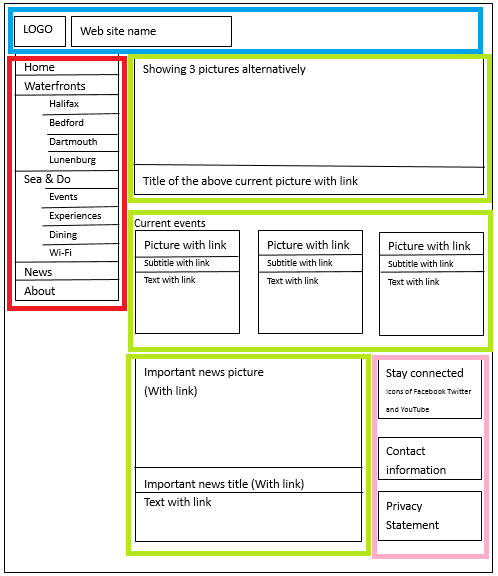 LOGO
Web site name
Home
Waterfronts
Halifax
Bedford
Dartmouth
Lunenburg
Sea & Do
Events
Experiences
Dining
Wi-Fi
News
About
Showing 3 pictures alternatively
Title of the above current picture with link
Current events
Picture with link
Subtitle with link
Text with link
Picture with link
Subtitle with link
Text with link
Picture with link
Subtitle with link
Text with link
Important news picture
(With link)
Important news title (With link)
Text with link
Stay connected
Icons of Facebook Twitter
and YouTube
Contact
information
Privacy
Statement